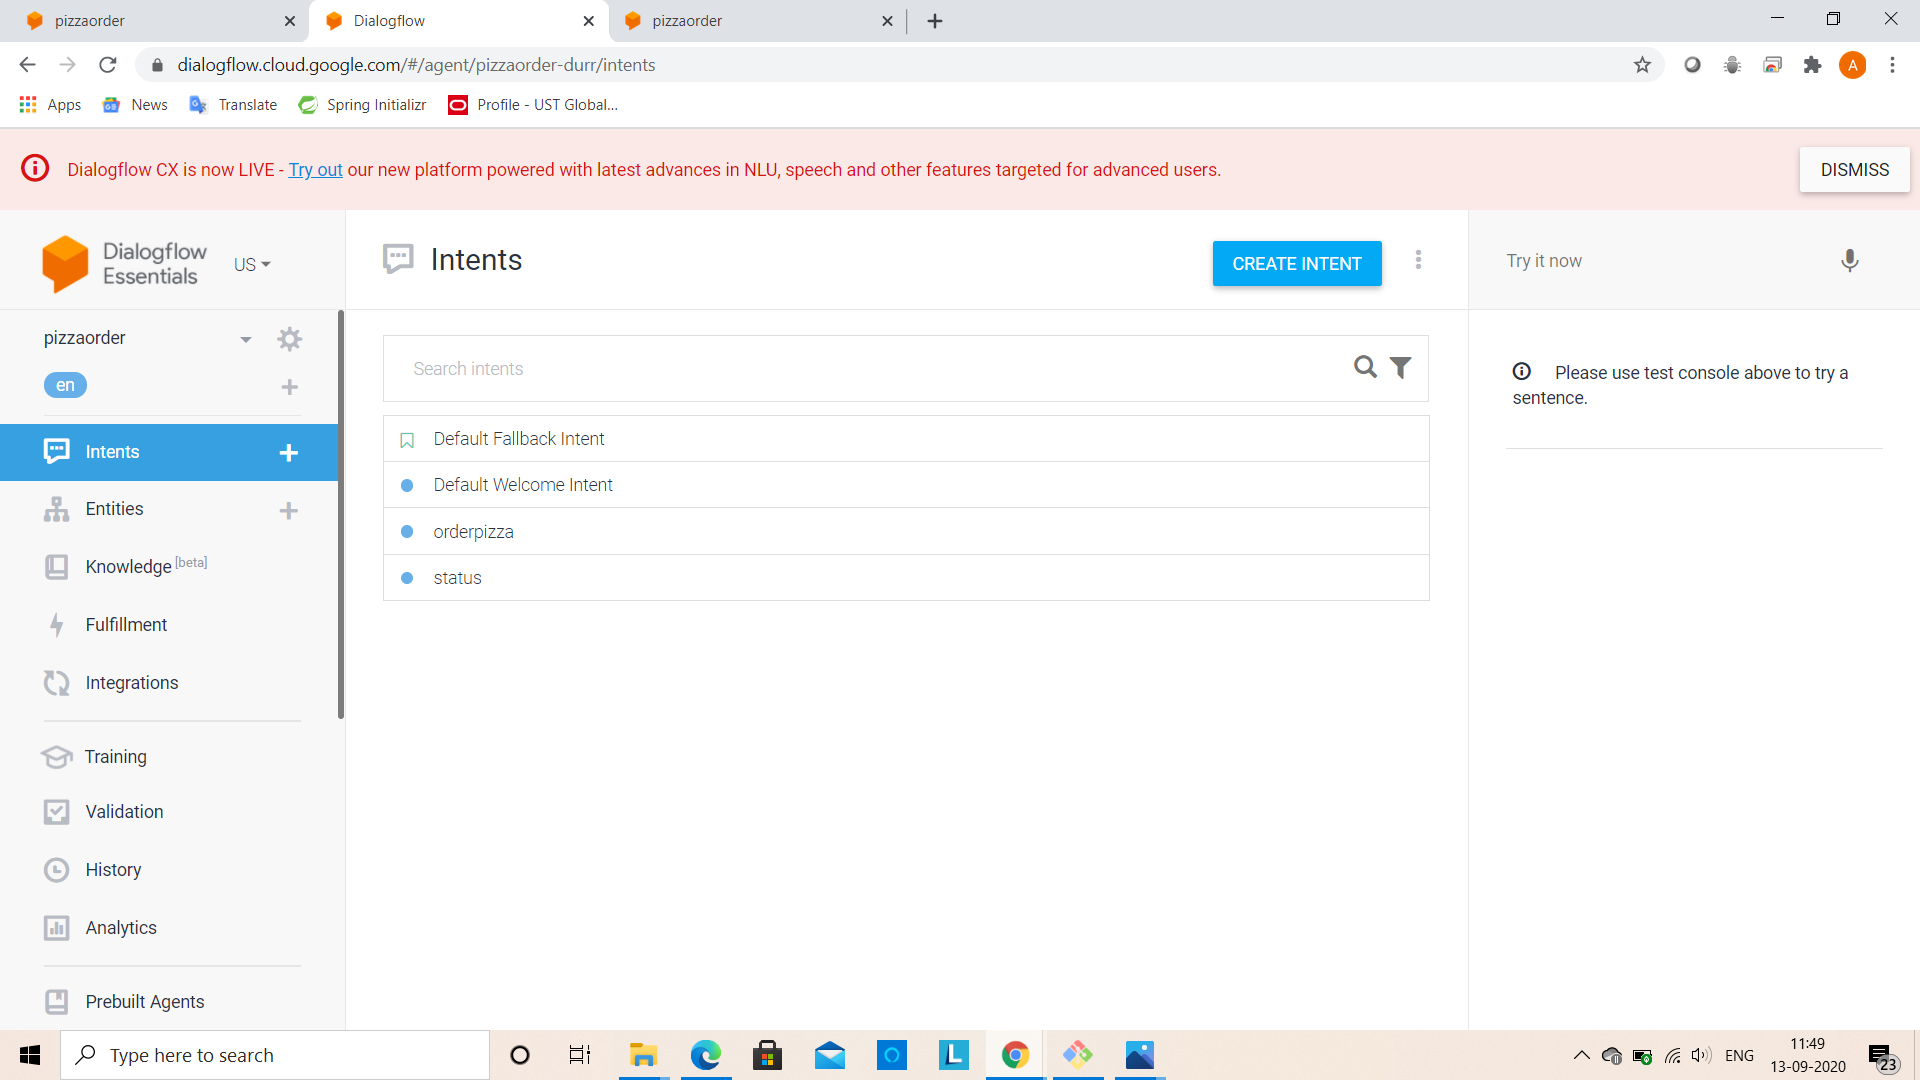 pizzaorder
Dialogflow
pizzaorder
dialogflow.cloud.google.com/#/agent/pizzaorder-durr/intents
A
Apps
News
Translate
Spring Initializr
Profile - UST Global...
Dialogflow CX is now LIVE - Try out our new platform powered with latest advances in NLU, speech and other features targeted for advanced users.
DISMISS
Dialogflow
Essentials
US
Intents
CREATE INTENT
Try it now
pizzaorder
en
Search intents
Please use test console above to try a
sentence.
Intents
Entities
Knowledge [beta]
Fulfillment
Integrations
Training
Validation
History
Analytics
Prebuilt Agents
Default Fallback Intent
Default Welcome Intent
orderpizza
status
Type here to search
L
ENG
11:49
13-09-2020
23